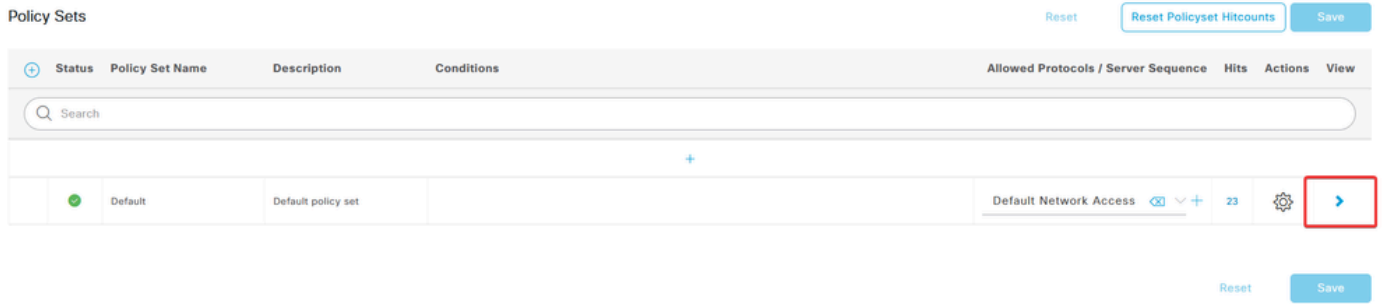 Policy Sets
Reset Reset Policyset Hitcounts Save
Status Policy Set Name Description Conditions Allowed Protocols / Server Sequence Hits Actions View
Search
+
Default Default policy set Default Network Access + 23
Reset Save